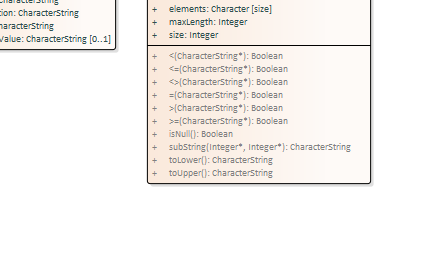 tion: CharacterString
haracterString
Value: CharacterString [0..1]
+ elements: Character [size]
+ maxLength: Integer
+ size: Integer
+ <(CharacterString*): Boolean
+ <=(CharacterString*): Boolean
+ <>(CharacterString*): Boolean
+ =(CharacterString*): Boolean
+ >(CharacterString*): Boolean
+ >=(CharacterString*): Boolean
+ isNull(): Boolean
+ subString(Integer*, Integer*): CharacterString
+ toLower(): CharacterString
+ toUpper(): CharacterString